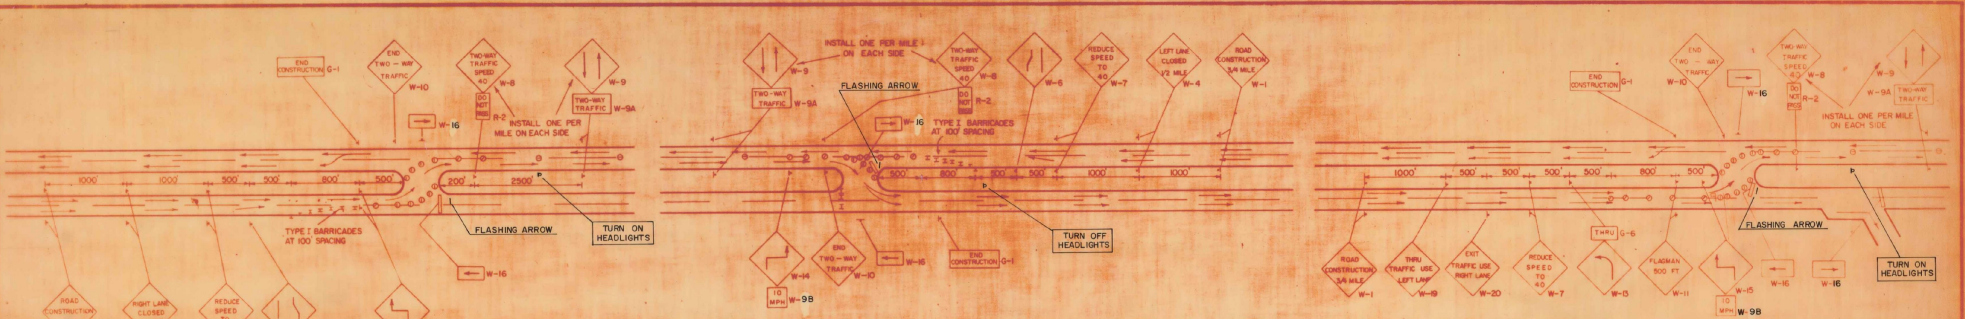 END
CONSTRUCTION
G-1
END
TWO-WAY
TRAFFIC
W-10
TWO-WAY
TRAFFIC
SPEED
40
W-8
DO
NOT
PASS
R-2
W-9
TWO-WAY
TRAFFIC
W-9A
INSTALL ONE PER
MILE ON EACH SIDE
W-16
1000'
1000'
500'
500'
800'
500'
200'
2500'
TYPE I BARRICADES
AT 100' SPACING
FLASHING ARROW
TURN ON
HEADLIGHTS
W-16
ROAD
CONSTRUCTION
RIGHT LANE
CLOSED
REDUCE
SPEED
W-9
TWO-WAY
TRAFFIC
W-9A
INSTALL ONE PER MILE
ON EACH SIDE
FLASHING ARROW
TWO-WAY
TRAFFIC
SPEED
40
W-8
DO
NOT
PASS
R-2
W-16
TYPE I BARRICADES
AT 100' SPACING
W-6
REDUCE
SPEED
TO
40
W-7
LEFT LANE
CLOSED
1/2 MILE
W-4
ROAD
CONSTRUCTION
3/4 MILE
W-1
500'
800'
500'
500'
1000'
1000'
TURN OFF
HEADLIGHTS
W-14
10
MPH
W-9B
END
TWO-WAY
TRAFFIC
W-10
W-16
END
CONSTRUCTION
G-1
END
CONSTRUCTION
G-1
END
TWO-WAY
TRAFFIC
W-10
W-16
TWO-WAY
TRAFFIC
SPEED
40
W-8
DO
NOT
PASS
R-2
W-9
W-9A
TWO-WAY
TRAFFIC
INSTALL ONE PER MILE
ON EACH SIDE
1000'
500'
500'
500'
500'
800'
500'
FLASHING ARROW
TURN ON
HEADLIGHTS
ROAD
CONSTRUCTION
3/4 MILE
W-1
THRU
TRAFFIC USE
LEFT LANE
W-19
EXIT
TRAFFIC USE
RIGHT LANE
W-20
REDUCE
SPEED
TO
40
W-7
THRU
G-6
W-13
FLAGMAN
500 FT
W-11
W-15
10
MPH
W-9B
W-16
W-16